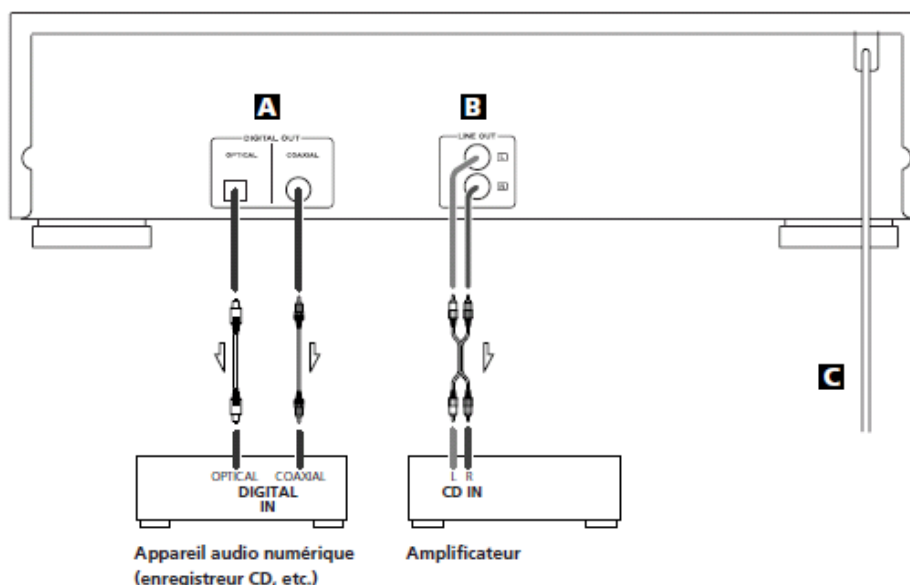 A
B
DIGITAL OUT
LINE OUT
OPTICAL
COAXIAL
L
R
C
OPTICAL COAXIAL
DIGITAL
IN
L R
CD IN
Appareil audio numérique
(enregistreur CD, etc.)
Amplificateur